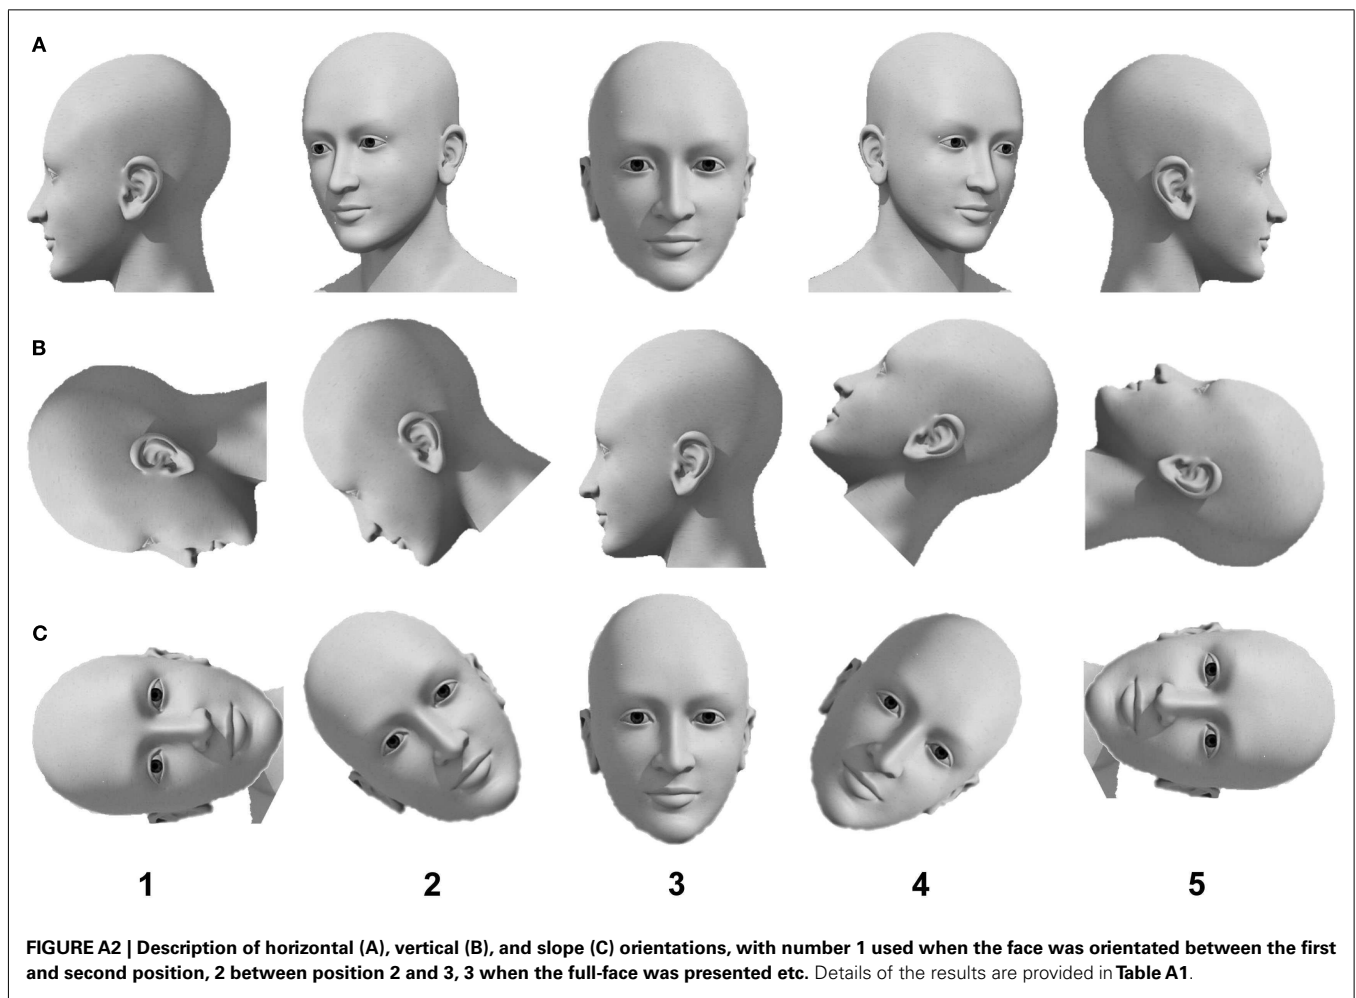 A
B
C
1 2 3 4 5
FIGURE A2 | Description of horizontal (A), vertical (B), and slope (C) orientations, with number 1 used when the face was orientated between the first
and second position, 2 between position 2 and 3, 3 when the full-face was presented etc. Details of the results are provided in Table A1.